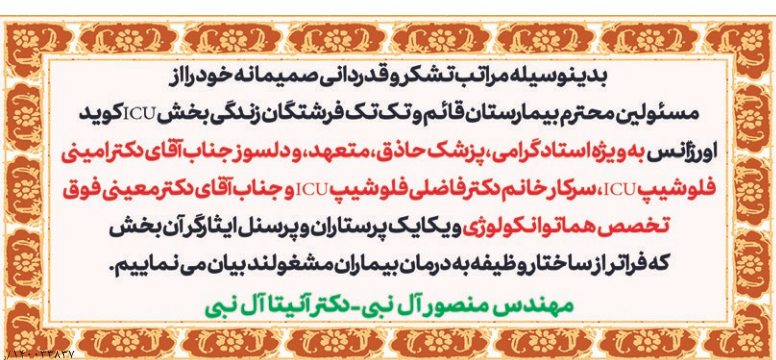 بدینوسیله مراتب تشکر و قدردانی صمیمانه خود را از
مسئولین محترم بیمارستان قائم و تک تک فرشتگان زندگی بخش ICU کوید
اورژانس به ویژه استاد گرامی، پزشک حاذق، متعهد، و دلسوز جناب آقای دکتر امینی
فلوشیپ ICU، سرکار خانم دکتر فاضلی فلوشیپ ICU و جناب آقای دکتر معینی فوق
تخصص هماتوانکولوژی و یکایک پرستاران و پرسنل ایثارگر آن بخش
که فراتر از ساختار وظیفه به درمان بیماران مشغولند بیان می نماییم.
مهندس منصور آل نبی-دکتر آنیتا آل نبی